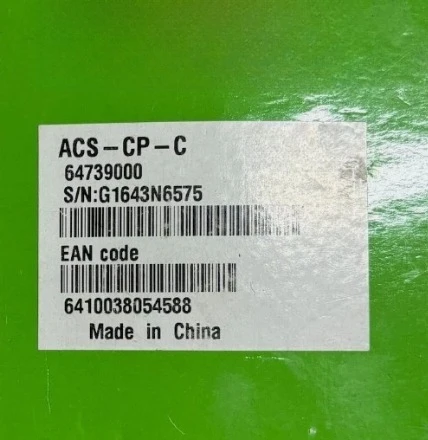 ACS-CP-C
64739000
S/N:G1643N6575
EAN code
6410038054588
Made in China